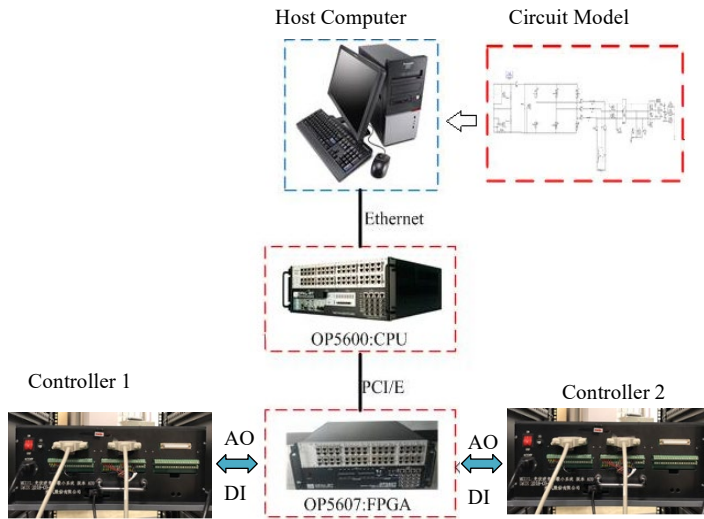 Host Computer
Circuit Model
Ethernet
OP5600:CPU
PCI/E
Controller 1
Controller 2
AO
DI
OP5607:FPGA
AO
DI